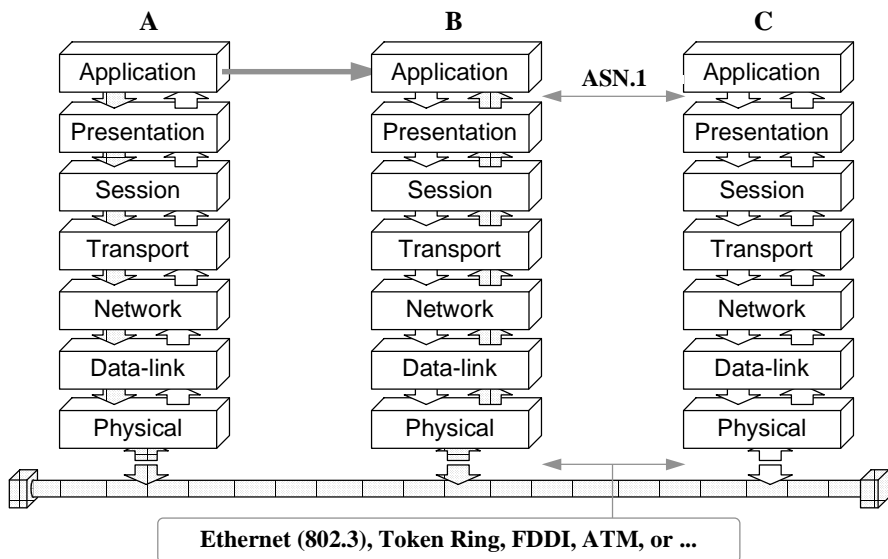 A B C
Application Application ASN.1 Application
Presentation Presentation Presentation
Session Session Session
Transport Transport Transport
Network Network Network
Data-link Data-link Data-link
Physical Physical Physical
Ethernet (802.3), Token Ring, FDDI, ATM, or ...